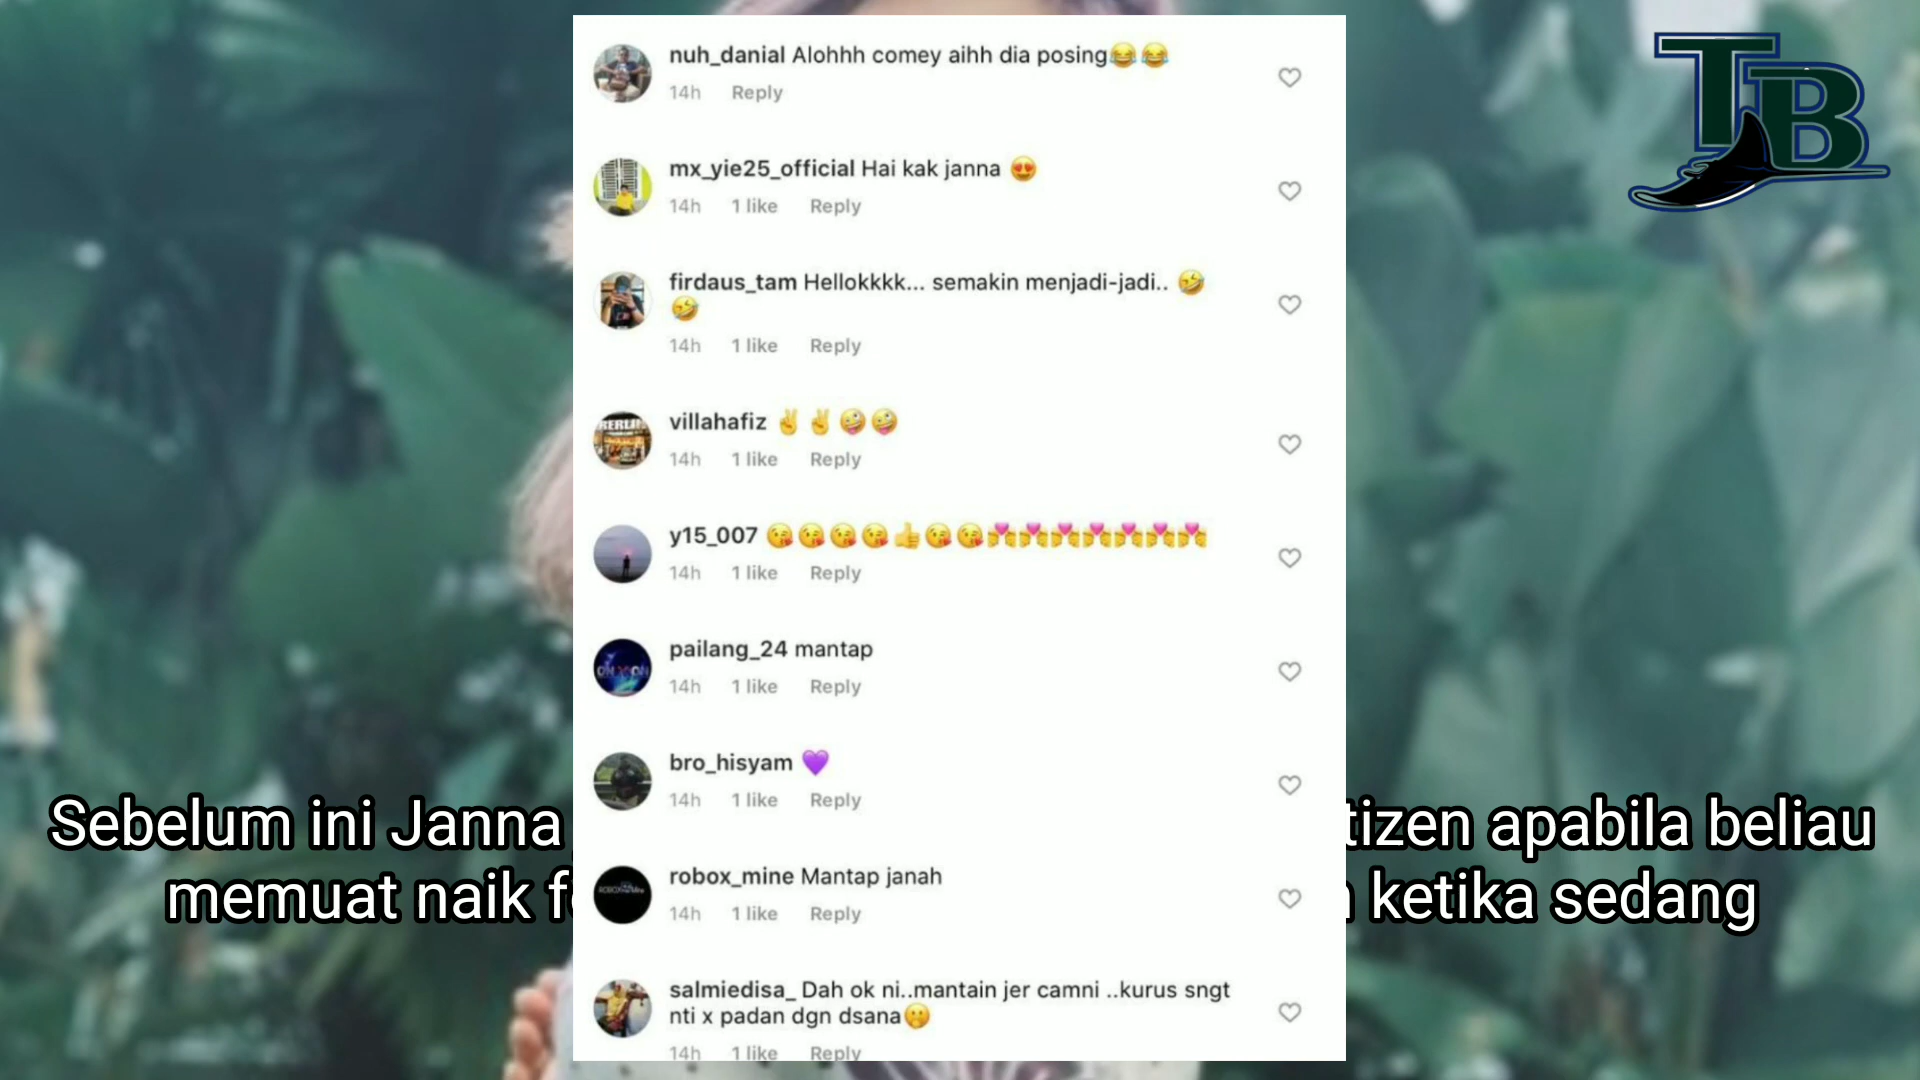 TB
nuh_danial Alohhh comey aihh dia posing😂😂
14h Reply
mx_yie25_official Hai kak janna 😍
14h 1 like Reply
firdaus_tam Hellokkkk... semakin menjadi-jadi.. 🤣
🤣
14h 1 like Reply
BERLIN
villahafiz ✌️✌️🤪🤪
14h 1 like Reply
y15_007 😘😘😘😘👍😘😘💏💏💏💏💏💏💏
14h 1 like Reply
pailang_24 mantap
14h 1 like Reply
bro_hisyam 💜
14h 1 like Reply
robox_mine Mantap janah
14h 1 like Reply
salmiedisa_ Dah ok ni..mantain jer camni ..kurus sngt
nti x padan dgn dsana🤭
14h 1 like Reply
Sebelum ini Janna tizen apabila beliau
memuat naik ketika sedang